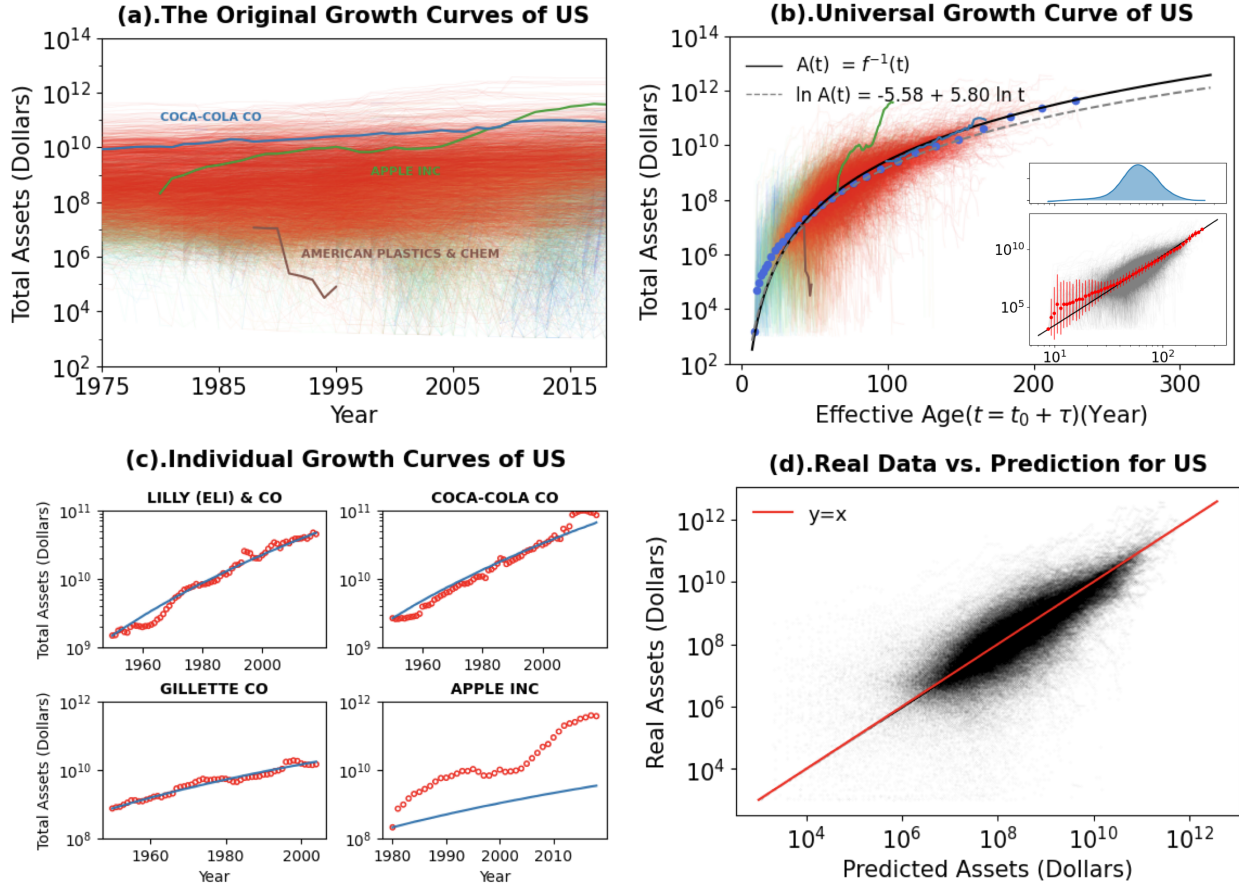 (a).The Original Growth Curves of US
Total Assets (Dollars)
10^14
10^12
10^10
10^8
10^6
10^4
10^2
COCA-COLA CO
APPLE INC
AMERICAN PLASTICS & CHEM
1975
1985
1995
2005
2015
Year
(b).Universal Growth Curve of US
Total Assets (Dollars)
10^14
10^12
10^10
10^8
10^6
10^4
10^2
A(t) = f^{-1}(t)
ln A(t) = -5.58 + 5.80 ln t
10^10
10^5
10^1
10^2
0
100
200
300
Effective Age(t = t_0 + τ)(Year)
(c).Individual Growth Curves of US
LILLY (ELI) & CO
Total Assets (Dollars)
10^11
10^10
10^9
1960
1980
2000
COCA-COLA CO
10^11
10^10
10^9
1960
1980
2000
GILLETTE CO
Total Assets (Dollars)
10^12
10^10
10^8
1960
1980
2000
Year
APPLE INC
10^12
10^10
10^8
1980
1990
2000
2010
Year
(d).Real Data vs. Prediction for US
Real Assets (Dollars)
y=x
10^12
10^10
10^8
10^6
10^4
10^4
10^6
10^8
10^10
10^12
Predicted Assets (Dollars)